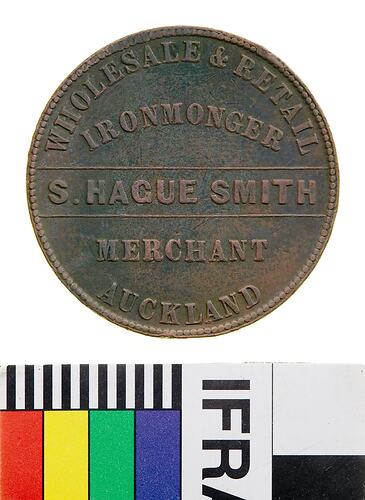 WHOLESALE & RETAIL
IRONMONGER
S. HAGUE SMITH
MERCHANT
AUCKLAND
IFRA